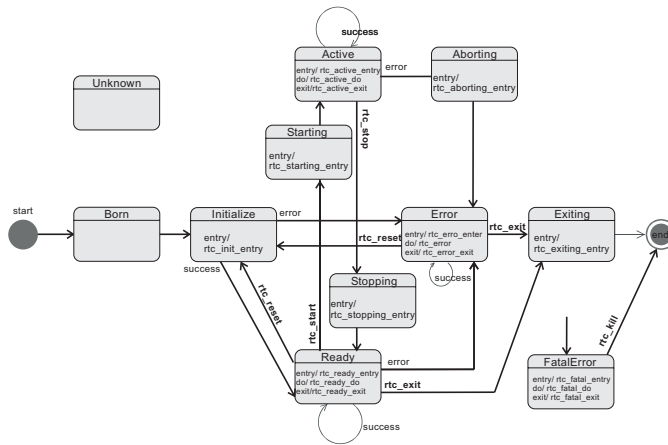 success
Active
entry/ rtc_active_entry
do/ rtc_active_do
exit/rtc_active_exit
error
Aborting
entry/
rtc_aborting_entry
Unknown
Starting
entry/
rtc_starting_entry
rtc_stop
start
Born
Initialize
entry/
rtc_init_entry
error
rtc_reset
Error
entry/ rtc_erro_enter
do/ rtc_error
exit/ rtc_error_exit
success
rtc_exit
Exiting
entry/
rtc_exiting_entry
end
success
rtc_reset
rtc_start
Stopping
entry/
rtc_stopping_entry
Ready
entry/ rtc_ready_entry
do/ rtc_ready_do
exit/rtc_ready_exit
error
rtc_exit
success
FatalError
entry/ rtc_fatal_entry
do/ rtc_fatal_do
exit/ rtc_fatal_exit
rtc_kill